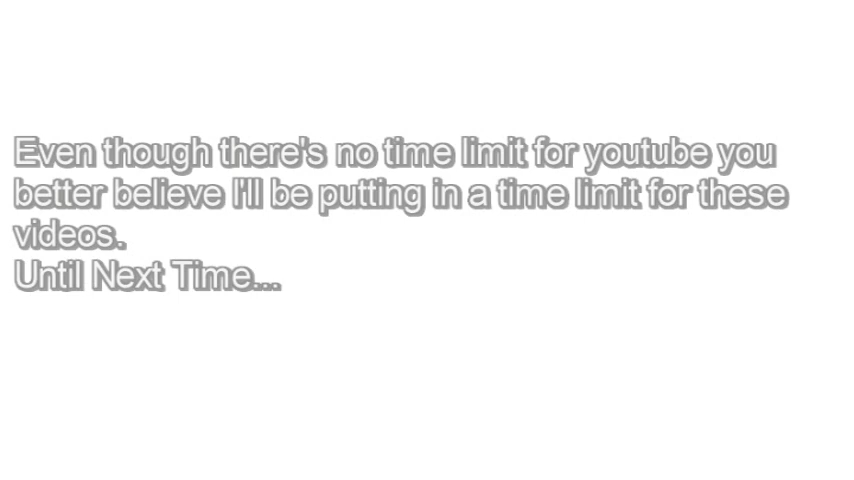 Even though there's no time limit for youtube you
better believe I'll be putting in a time limit for these
videos.
Until Next Time...